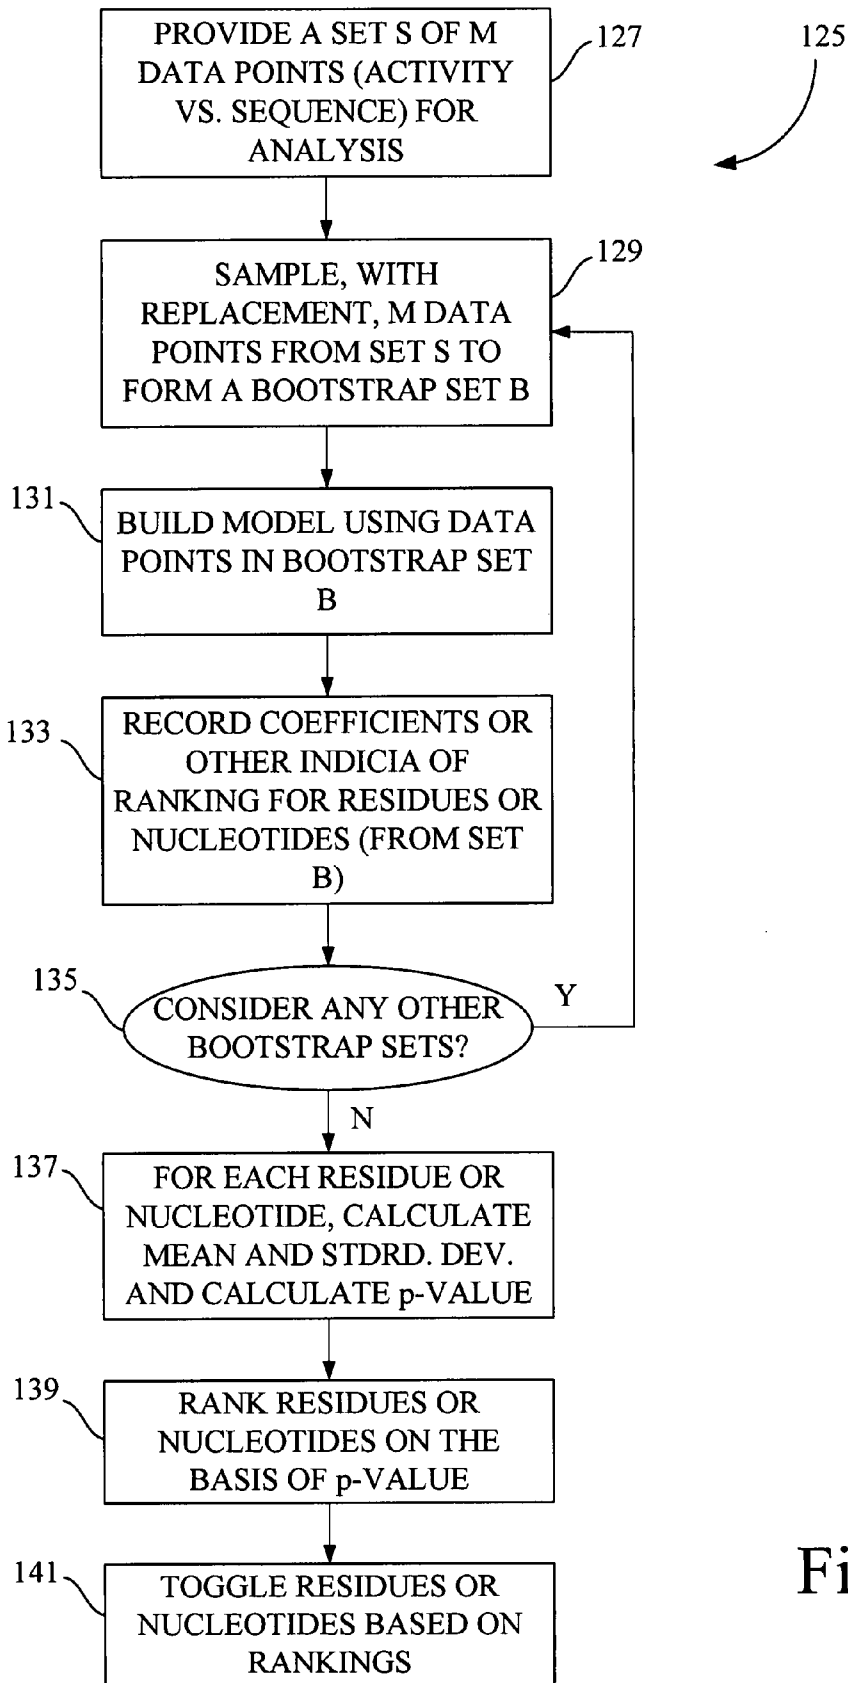 PROVIDE A SET S OF M
DATA POINTS (ACTIVITY
VS. SEQUENCE) FOR
ANALYSIS
127
125
SAMPLE, WITH
REPLACEMENT, M DATA
POINTS FROM SET S TO
FORM A BOOTSTRAP SET B
129
131
BUILD MODEL USING DATA
POINTS IN BOOTSTRAP SET
B
133
RECORD COEFFICIENTS OR
OTHER INDICIA OF
RANKING FOR RESIDUES OR
NUCLEOTIDES (FROM SET
B)
135
CONSIDER ANY OTHER
BOOTSTRAP SETS?
Y
N
137
FOR EACH RESIDUE OR
NUCLEOTIDE, CALCULATE
MEAN AND STDRD. DEV.
AND CALCULATE p-VALUE
139
RANK RESIDUES OR
NUCLEOTIDES ON THE
BASIS OF p-VALUE
141
TOGGLE RESIDUES OR
NUCLEOTIDES BASED ON
RANKINGS